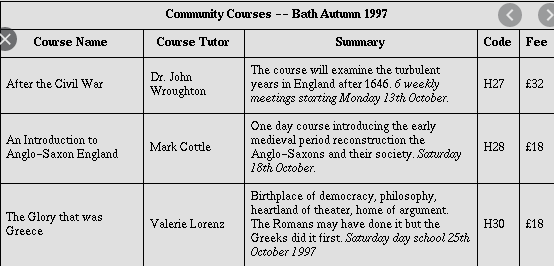 Community Courses -- Bath Autumn 1997
Course Name Course Tutor Summary Code Fee
After the Civil War
Dr. John
Wroughton
The course will examine the turbulent
years in England after 1646. 6 weekly
meetings starting Monday 13th October.
H27
£32
An Introduction to
Anglo-Saxon England
Mark Cottle
One day course introducing the early
medieval period reconstruction the
Anglo-Saxons and their society. Saturday
18th October.
H28
£18
The Glory that was
Greece
Valerie Lorenz
Birthplace of democracy, philosophy,
heartland of theater, home of argument.
The Romans may have done it but the
Greeks did it first. Saturday day school 25th
October 1997
H30
£18